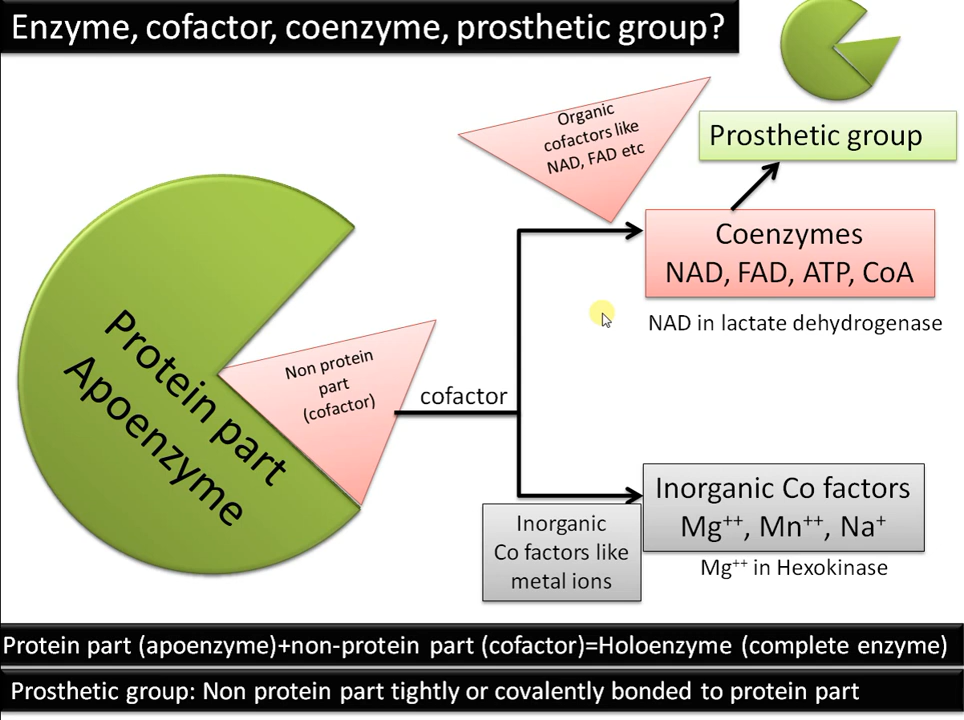 Enzyme, cofactor, coenzyme, prosthetic group?
Organic
cofactors like
NAD, FAD etc
Prosthetic group
Coenzymes
NAD, FAD, ATP, CoA
NAD in lactate dehydrogenase
Protein part
Apoenzyme
Non protein
part
(cofactor)
cofactor
Inorganic Co factors
Mg⁺⁺, Mn⁺⁺, Na⁺
Inorganic
Co factors like
metal ions
Mg⁺⁺ in Hexokinase
Protein part (apoenzyme)+non-protein part (cofactor)=Holoenzyme (complete enzyme)
Prosthetic group: Non protein part tightly or covalently bonded to protein part